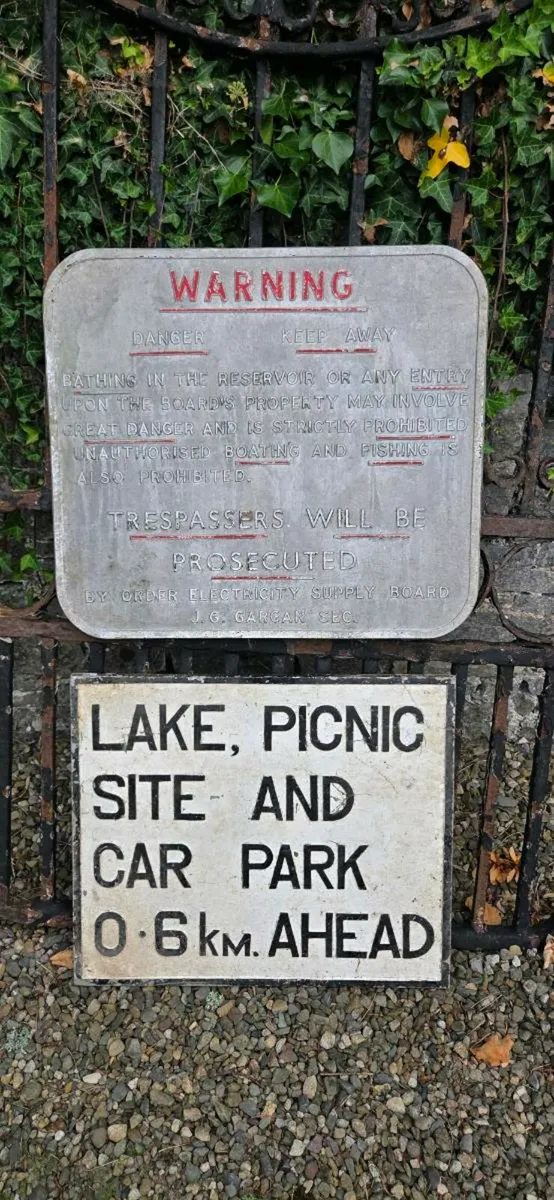 WARNING
DANGER KEEP AWAY
BATHING IN THE RESERVOIR OR ANY ENTRY
UPON THE BOARD'S PROPERTY MAY INVOLVE
GREAT DANGER AND IS STRICTLY PROHIBITED
UNAUTHORISED BOATING AND FISHING IS
ALSO PROHIBITED.
TRESPASSERS WILL BE
PROSECUTED
BY ORDER ELECTRICITY SUPPLY BOARD
J. G. GARGAN SEC.
LAKE, PICNIC
SITE AND
CAR PARK
0·6 KM. AHEAD